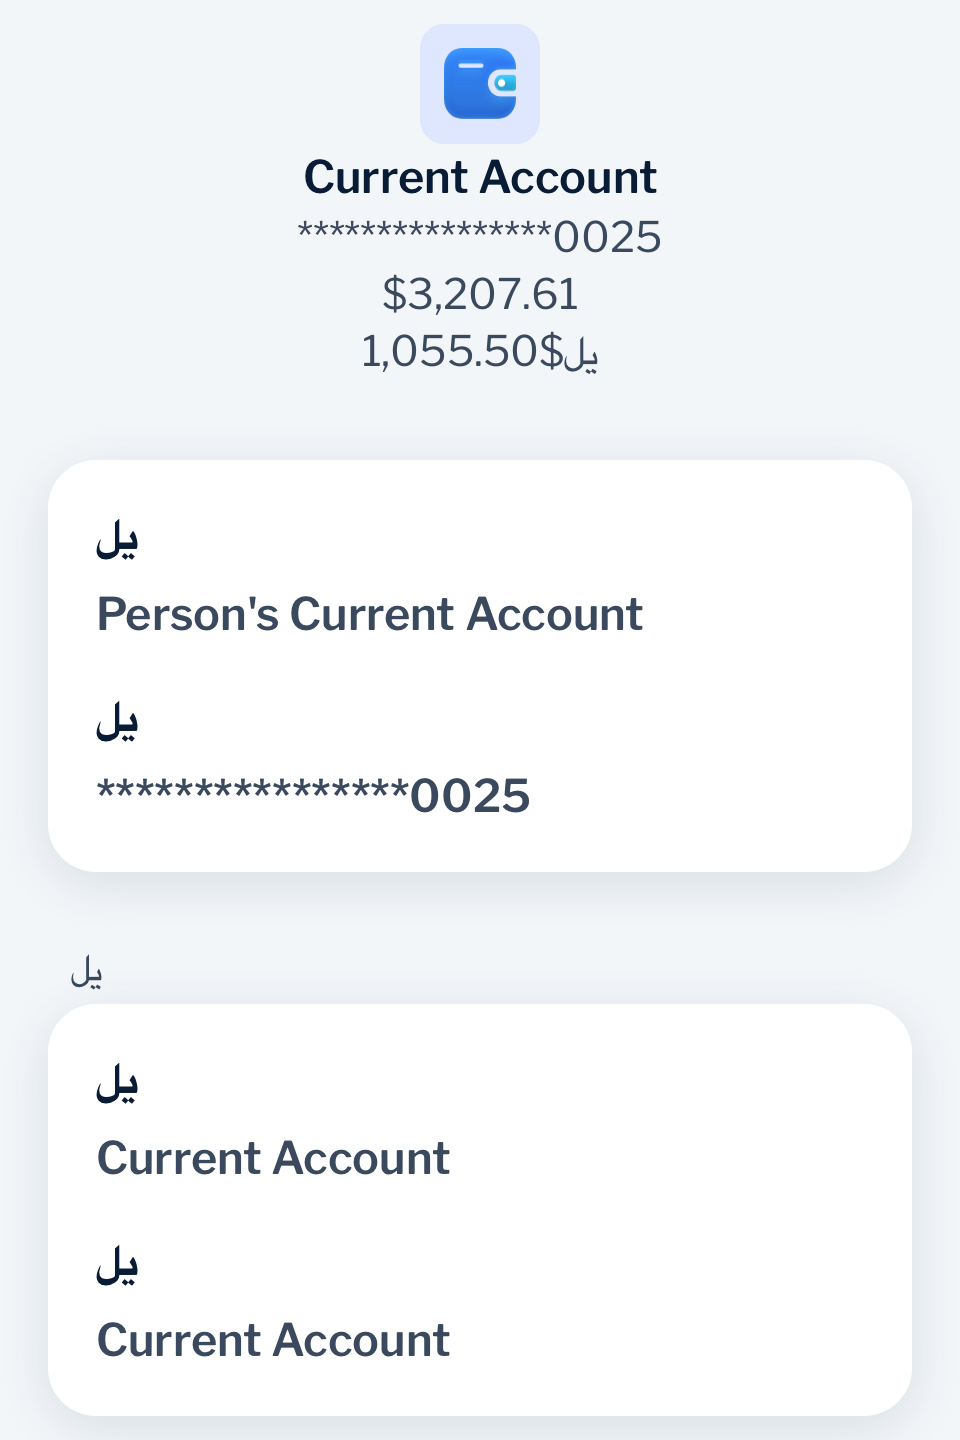 Current Account
****************0025
$3,207.61
يل$1,055.50
يل
Person's Current Account
يل
****************0025
يل
يل
Current Account
يل
Current Account